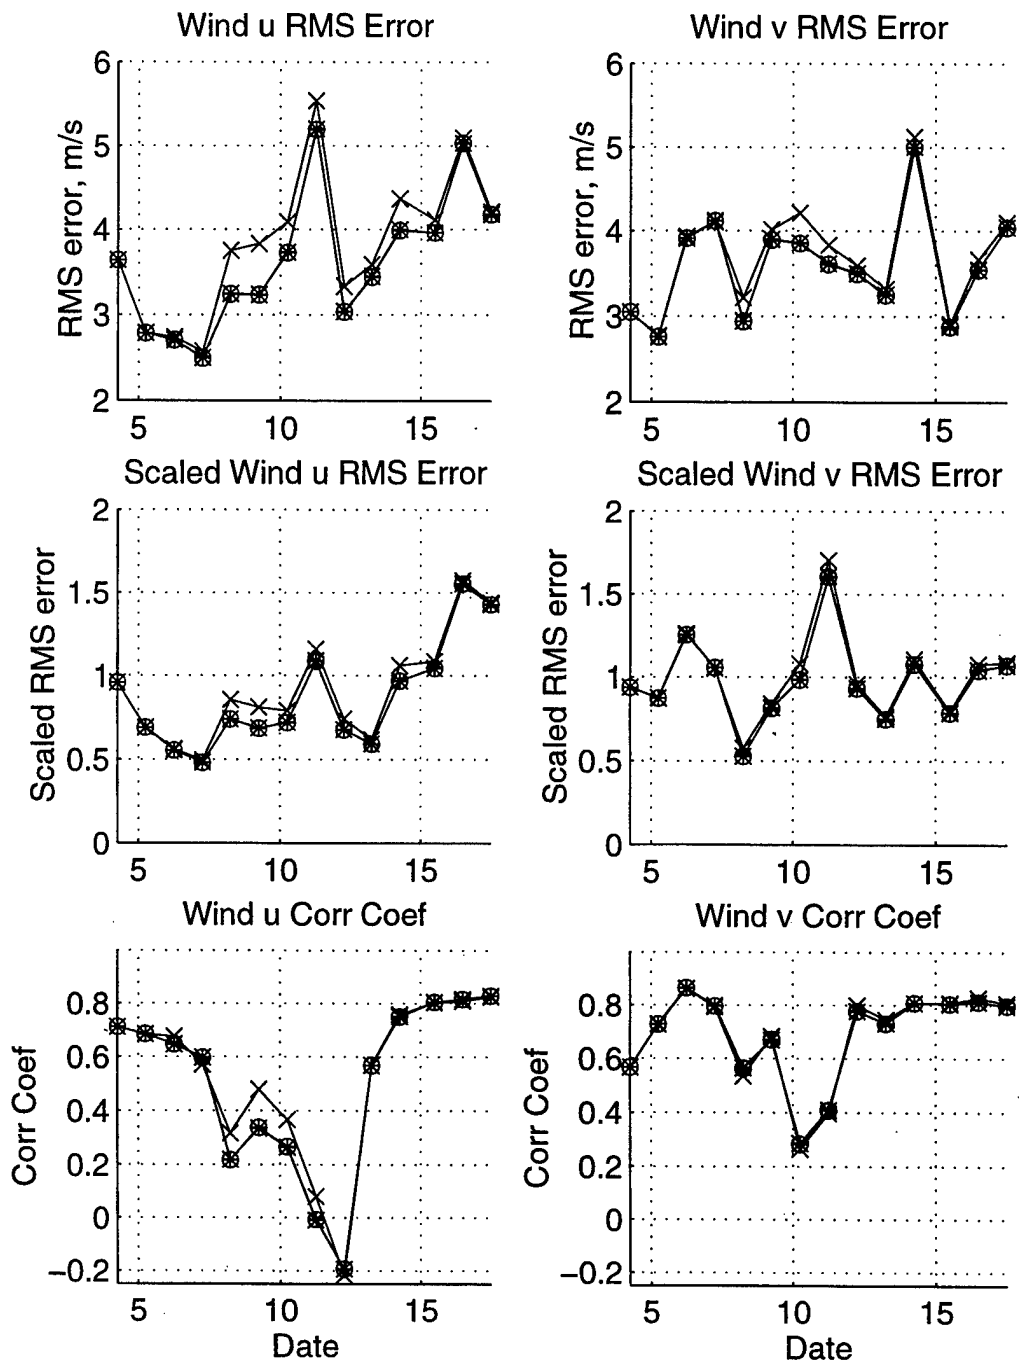 Wind u RMS Error
RMS error, m/s
6
5
4
3
2
5 10 15
Wind v RMS Error
RMS error, m/s
6
5
4
3
2
5 10 15
Scaled Wind u RMS Error
Scaled RMS error
2
1.5
1
0.5
0
5 10 15
Scaled Wind v RMS Error
Scaled RMS error
2
1.5
1
0.5
0
5 10 15
Wind u Corr Coef
Corr Coef
0.8
0.6
0.4
0.2
0
−0.2
5 10 15
Date
Wind v Corr Coef
Corr Coef
0.8
0.6
0.4
0.2
0
−0.2
5 10 15
Date